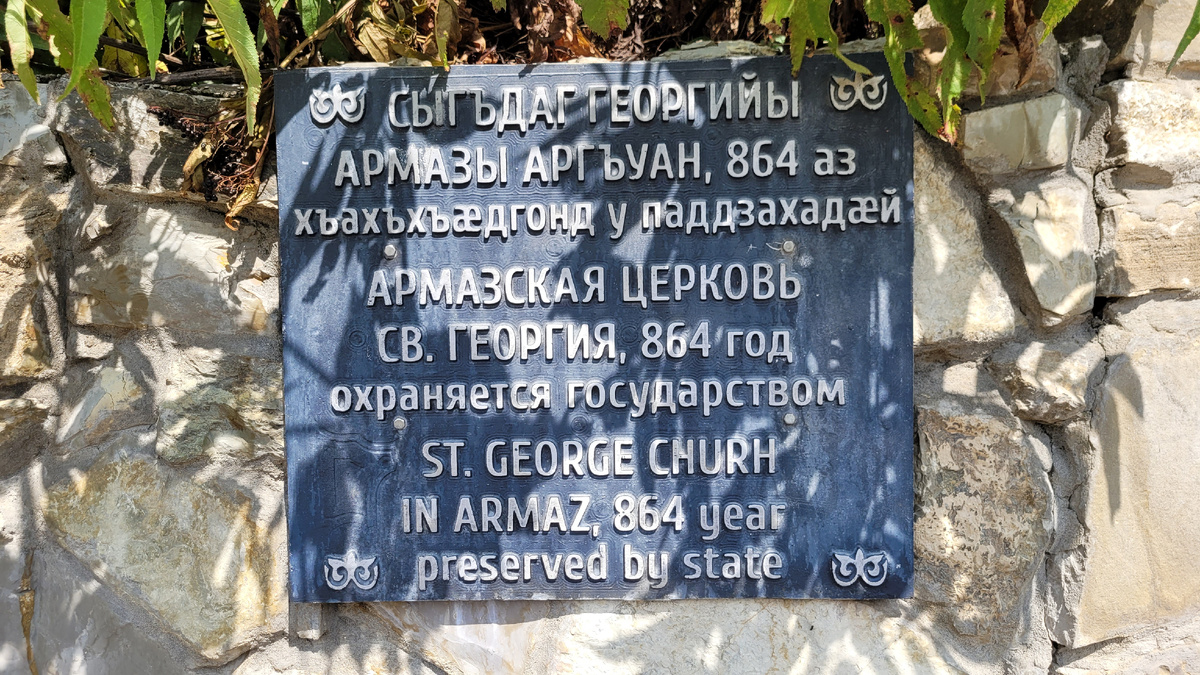 СЫГЪДАГ ГЕОРГИЙЫ
АРМАЗЫ АРГЪУАН, 864 аз
хъахъхъæдгонд у паддзахадæй
АРМАЗСКАЯ ЦЕРКОВЬ
СВ. ГЕОРГИЯ, 864 год
охраняется государством
ST. GEORGE CHURH
IN ARMAZ, 864 year
preserved by state